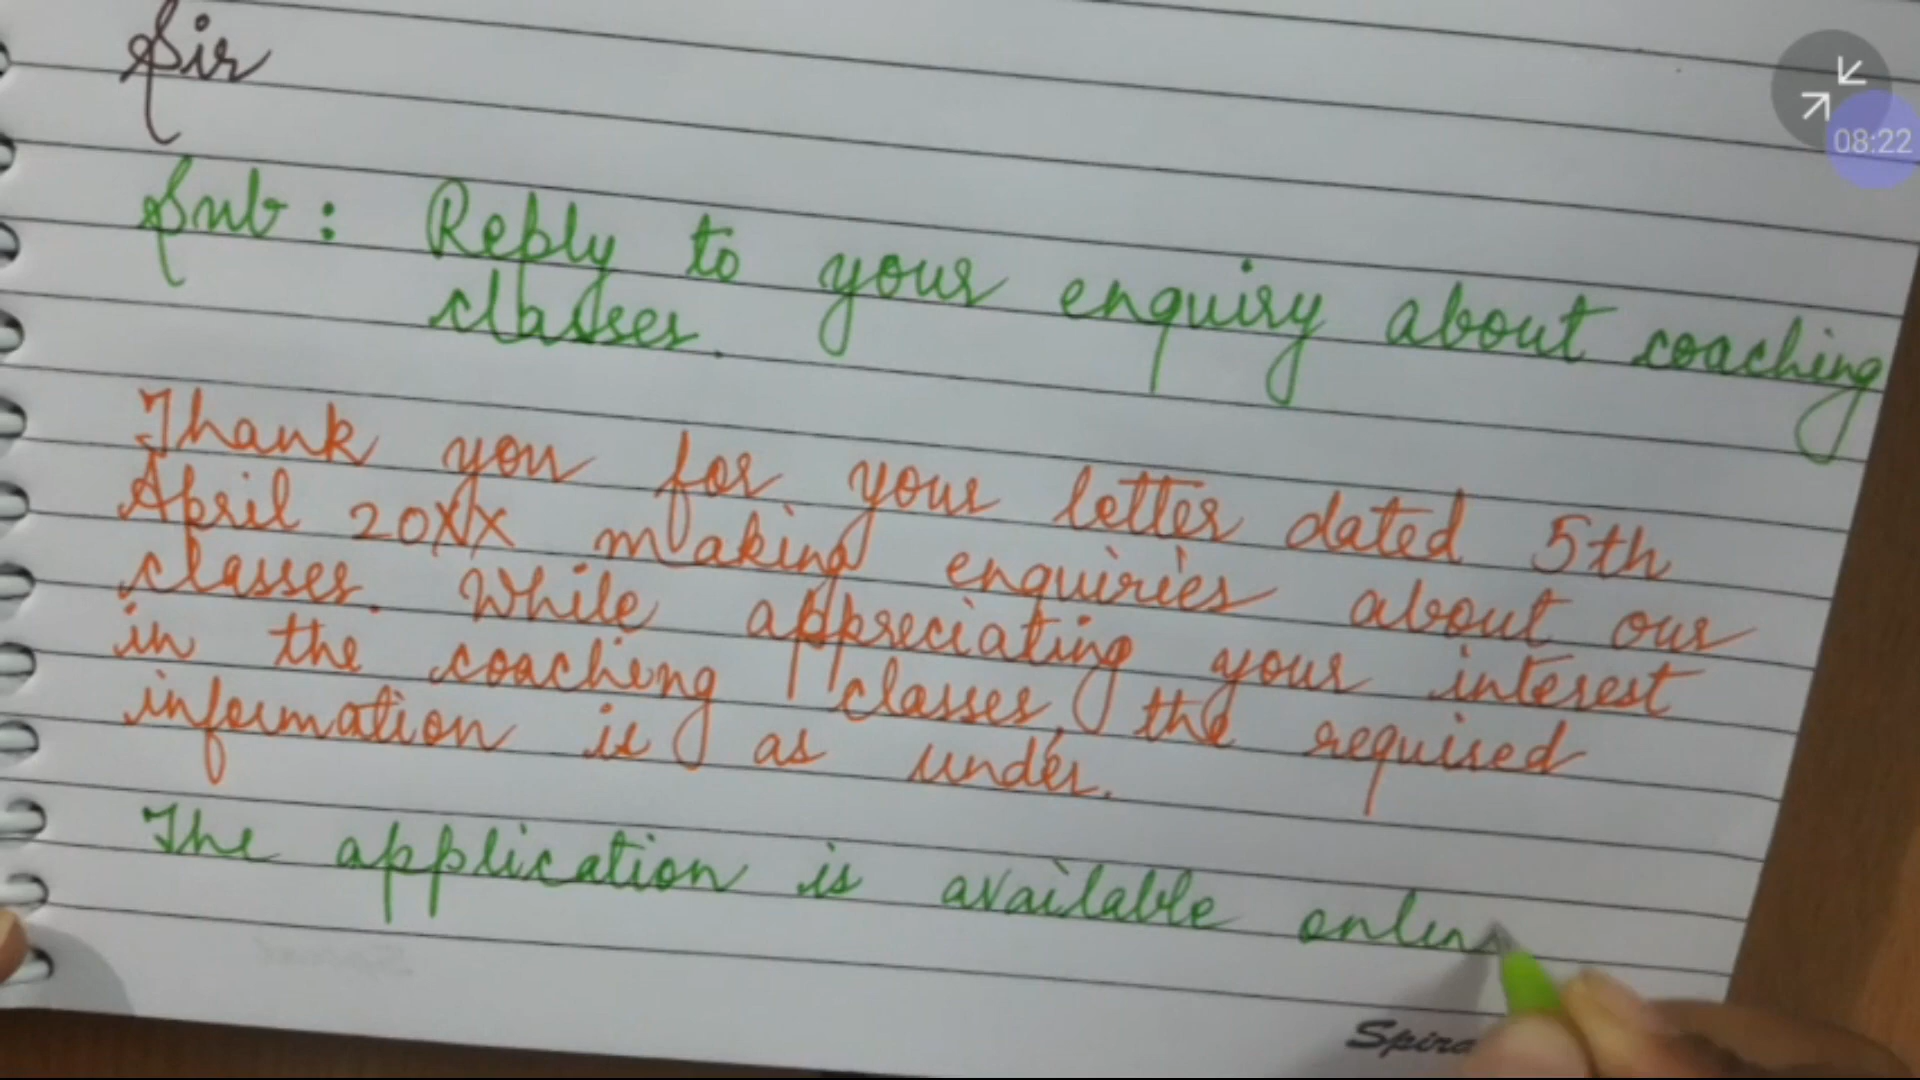 Sir
08:22
Sub: Reply to your enquiry about coaching
classes.
Thank you for your letter dated 5th
April 20XX making enquiries about our
classes. While appreciating your interest
in the coaching classes, the required
information is as under.
The application is available onlin
Spira